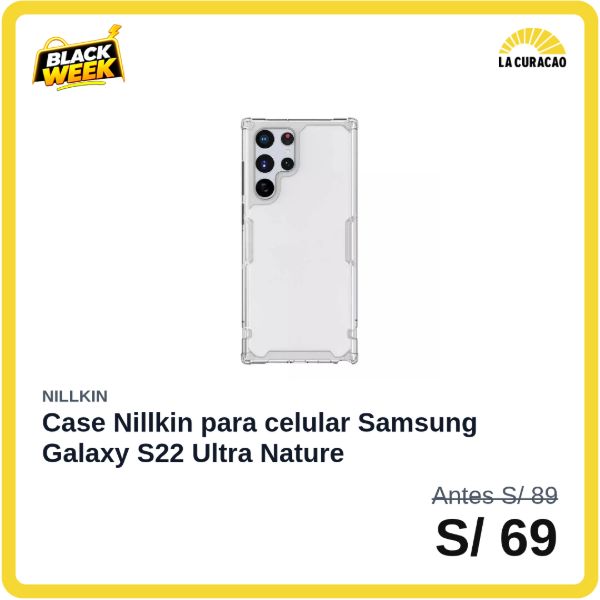 BLACK
WEEK
LA CURACAO
NILLKIN
Case Nillkin para celular Samsung
Galaxy S22 Ultra Nature
Antes S/ 89
S/ 69